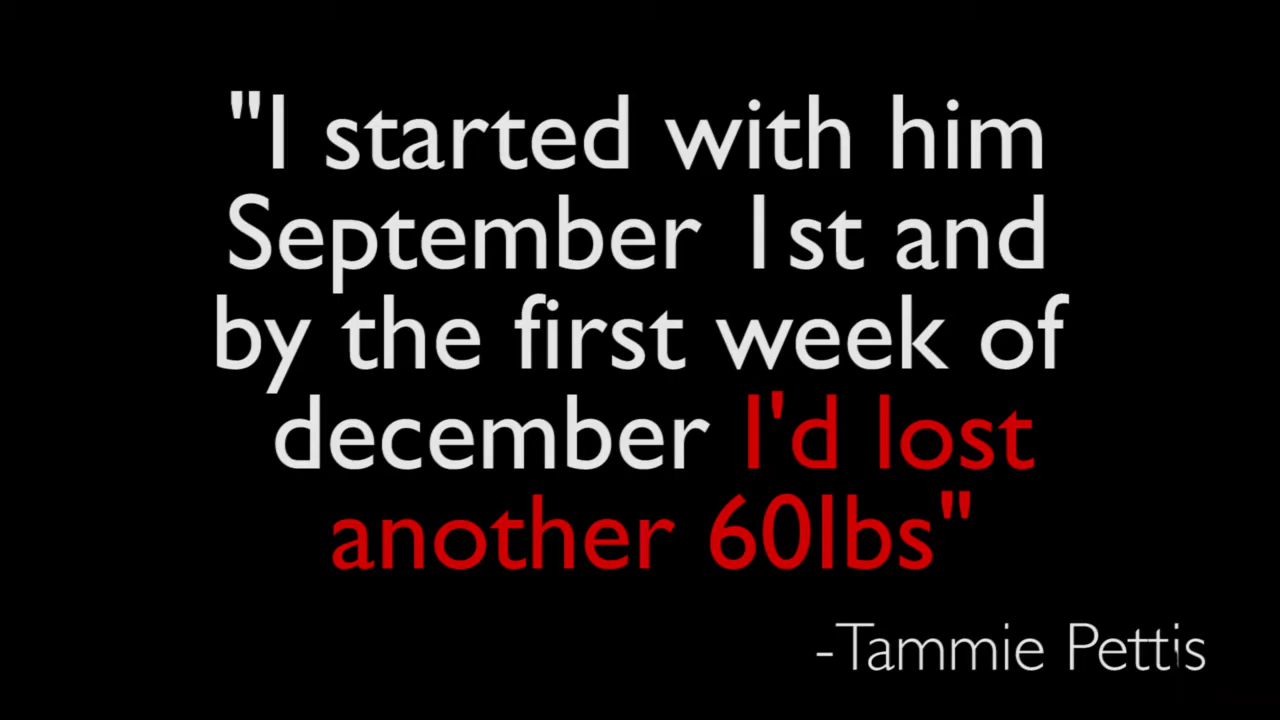 "I started with him
September 1st and
by the first week of
december I'd lost
another 60lbs"
-Tammie Pettis